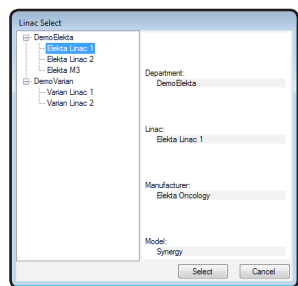 Linac Select
DemoElekta
Elekta Linac 1
Elekta Linac 2
Elekta M3
DemoVarian
Varian Linac 1
Varian Linac 2
Department:
DemoElekta
Linac:
Elekta Linac 1
Manufacturer:
Elekta Oncology
Model:
Synergy
Select
Cancel